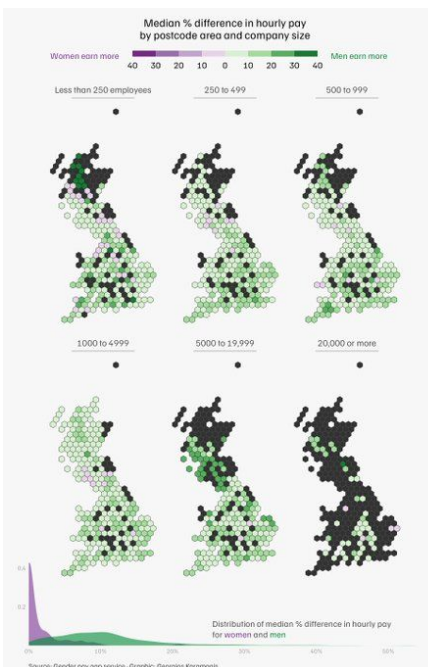 Median % difference in hourly pay
by postcode area and company size
Women earn more
Men earn more
40 30 20 10 0 10 20 30 40
Less than 250 employees
250 to 499
500 to 999
1000 to 4999
5000 to 19,999
20,000 or more
0.4
0.2
Distribution of median % difference in hourly pay
for women and men
0% 10% 20% 30% 40% 50%
Source: Gender pay gap service · Graphic: Georgios Karamanis